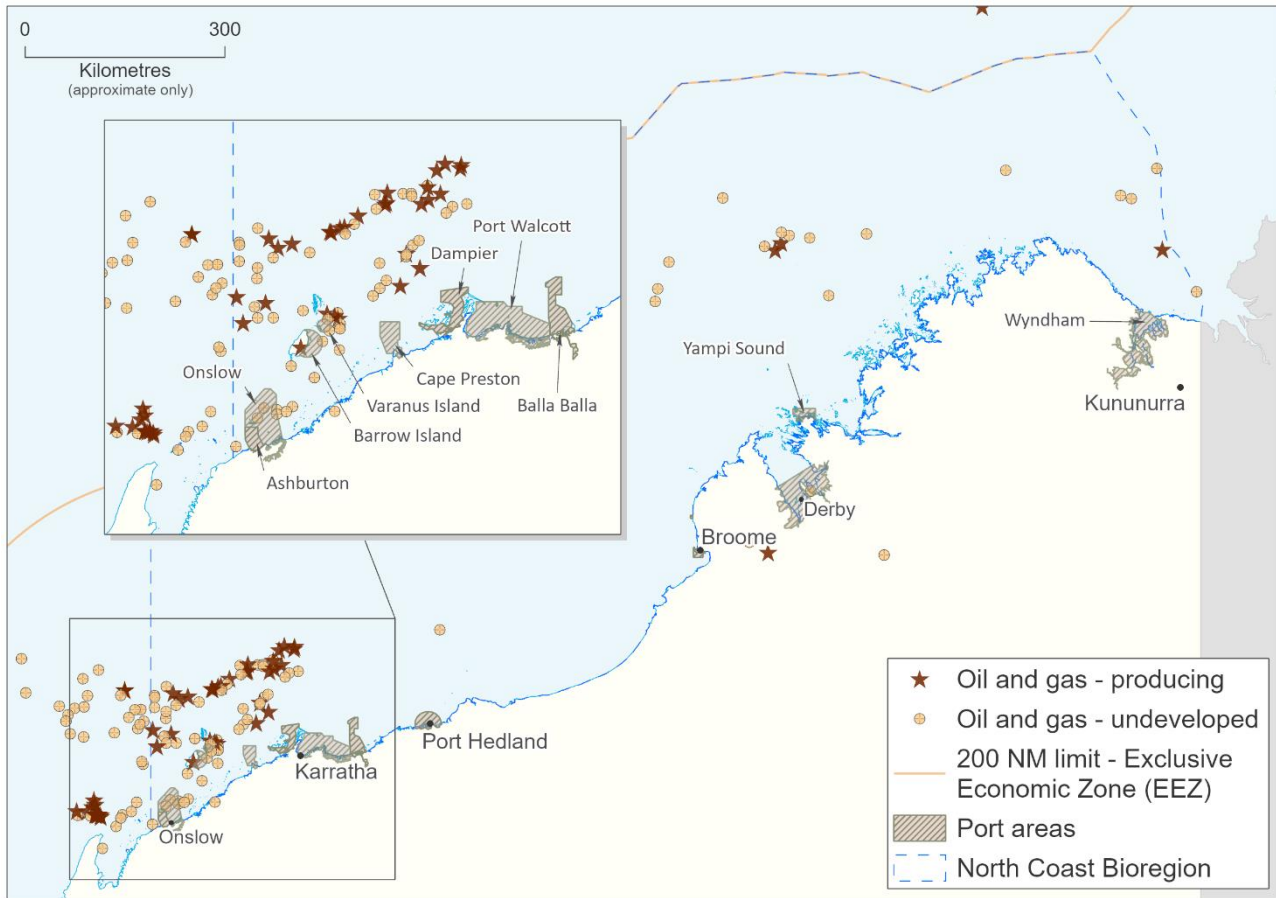 0 300
Kilometres
(approximate only)
Port Walcott
Dampier
Onslow
Cape Preston
Varanus Island
Balla Balla
Barrow Island
Ashburton
Wyndham
Yampi Sound
Kununurra
Derby
Broome
Port Hedland
Karratha
Onslow
Oil and gas - producing
Oil and gas - undeveloped
200 NM limit - Exclusive
Economic Zone (EEZ)
Port areas
North Coast Bioregion